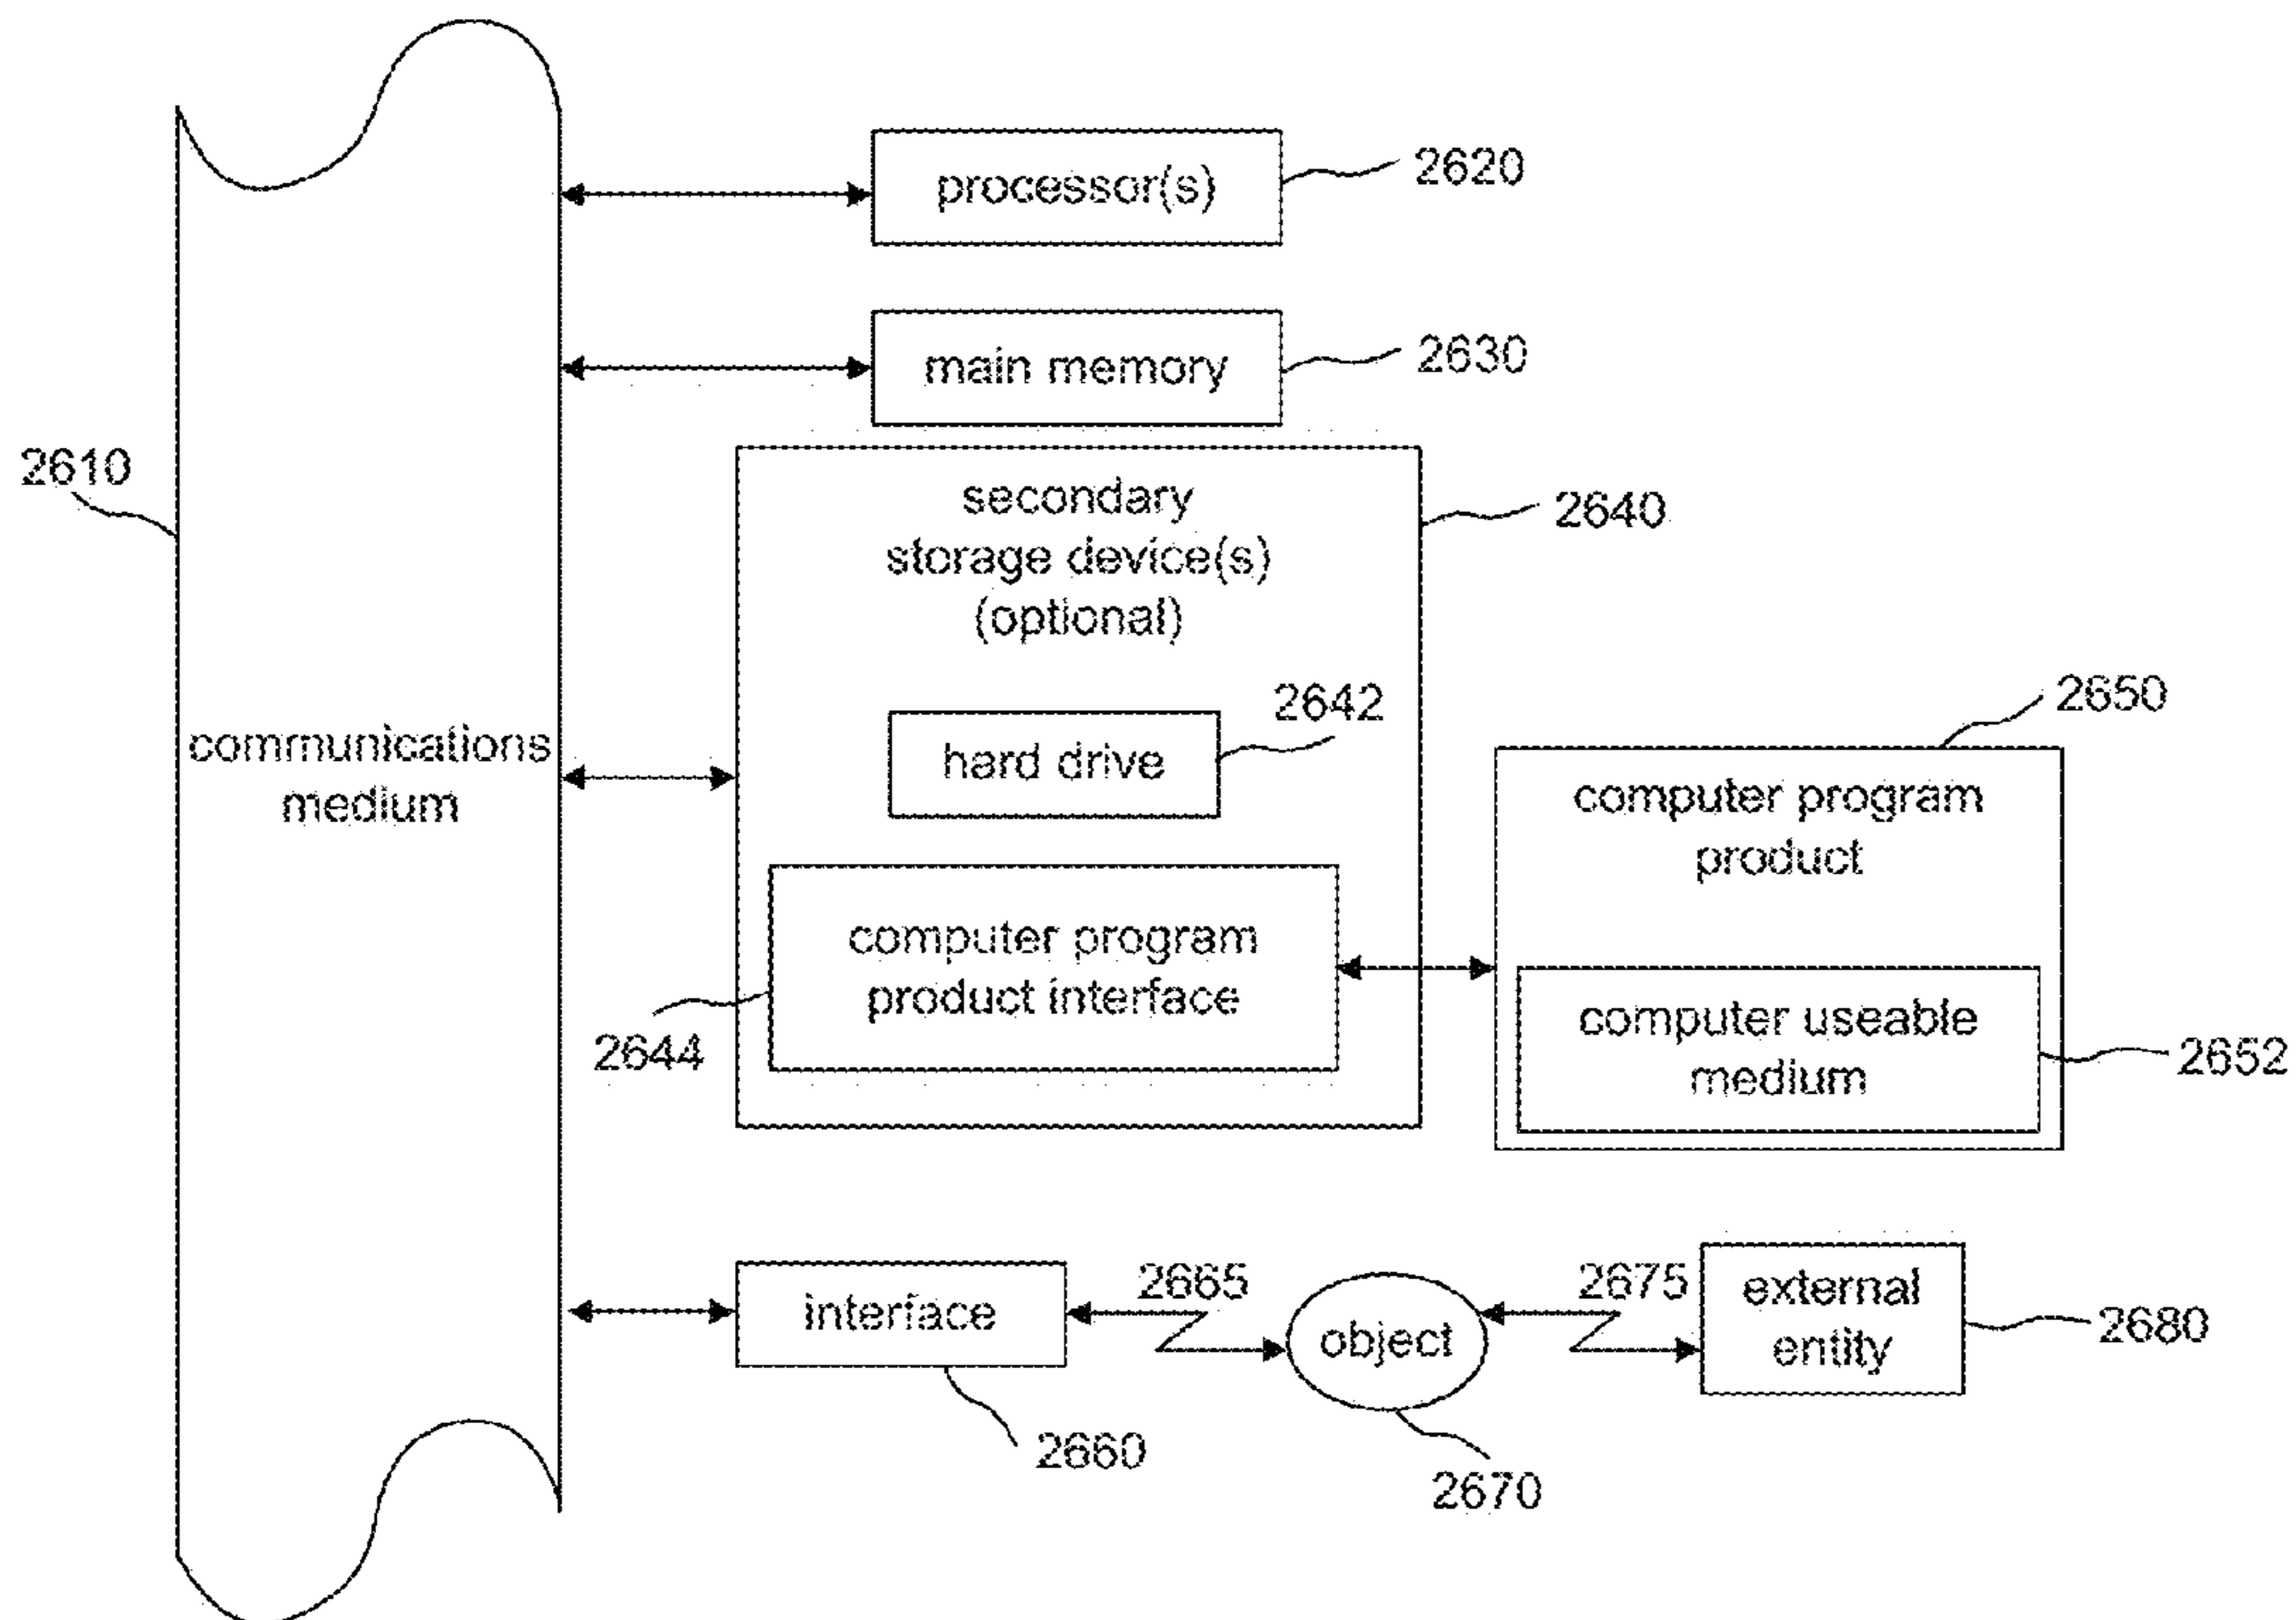 processor(s)
2620
main memory
2630
2610
secondary
storage device(s)
(optional)
2640
2642
hard drive
2650
communications
medium
computer program
product
computer program
product interface
2644
computer useable
medium
2652
interface
2660
2665
object
2670
2675
external
entity
2680